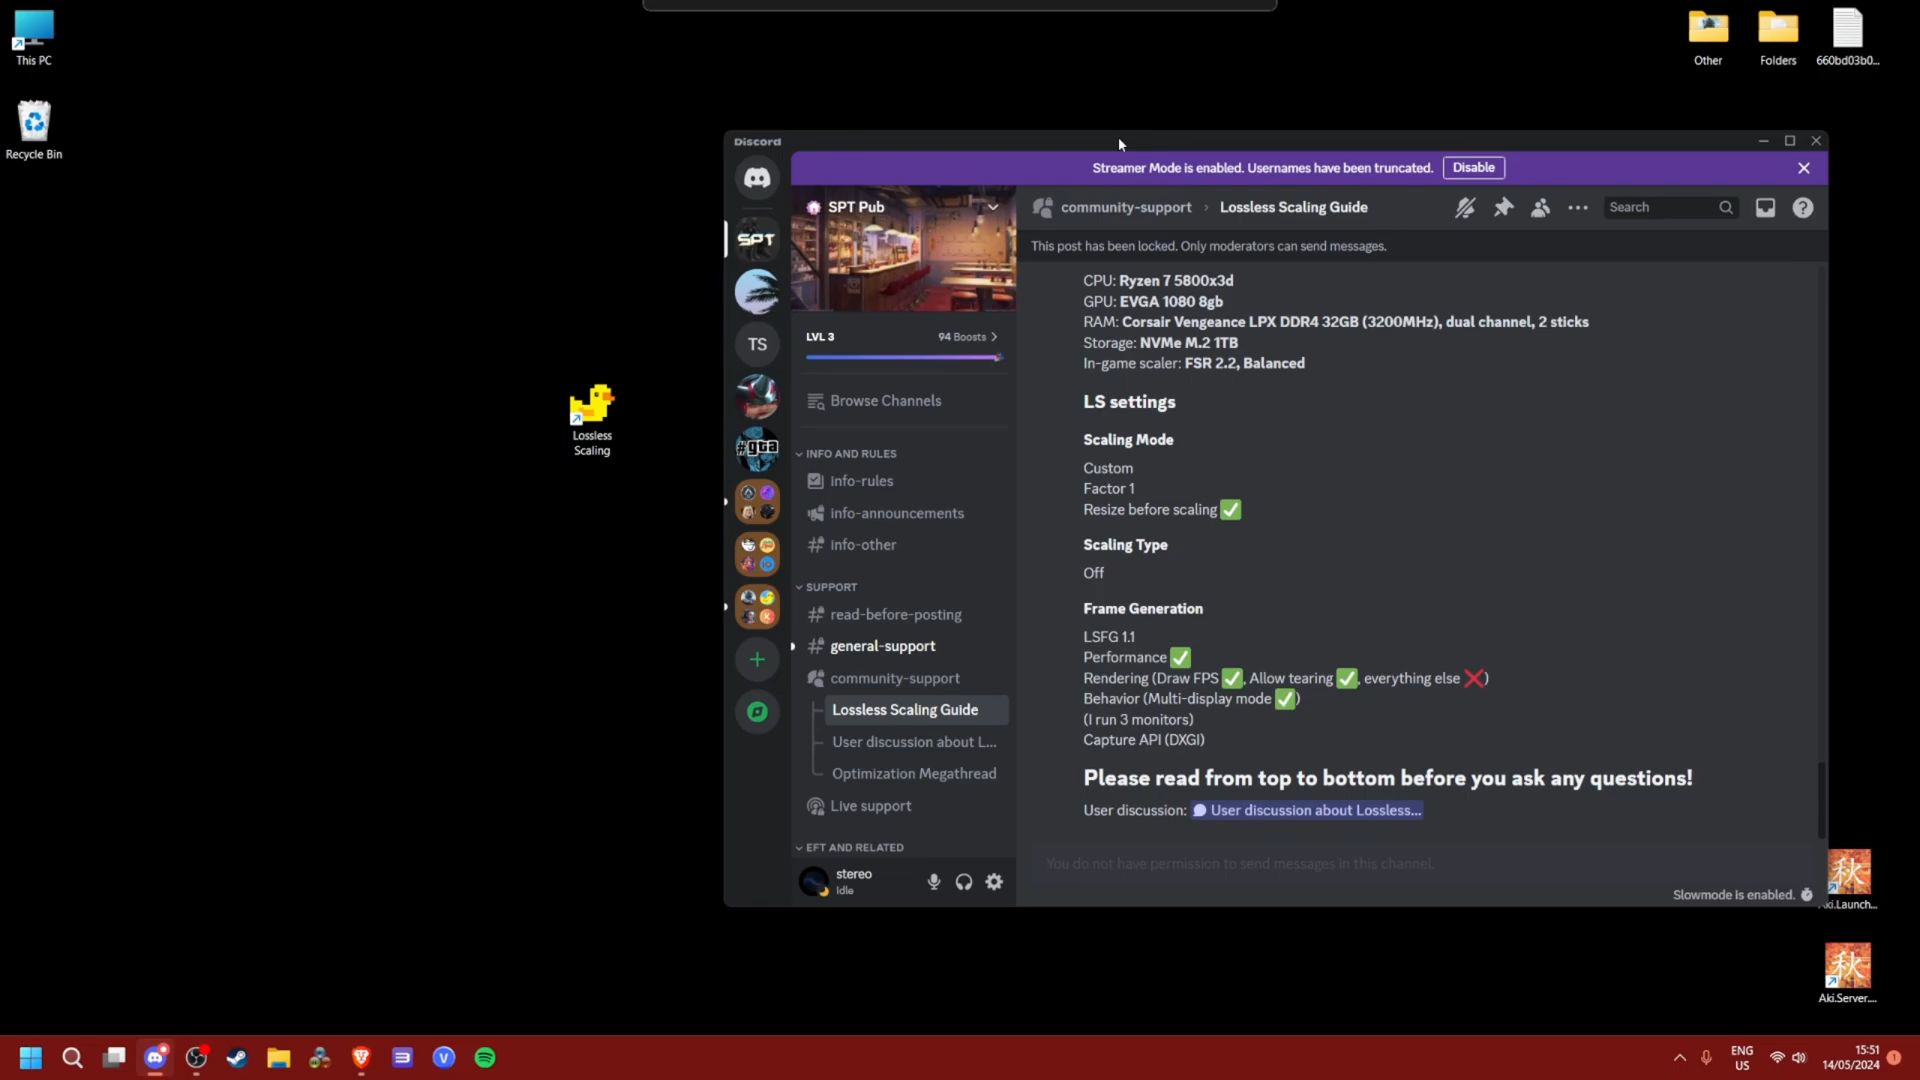 This PC
Recycle Bin
Lossless
Scaling
Other
Folders
660bd03b0...
Discord
Streamer Mode is enabled. Usernames have been truncated.
Disable
SPT
TS
#gta
SPT Pub
LVL 3
94 Boosts
Browse Channels
INFO AND RULES
info-rules
info-announcements
info-other
SUPPORT
read-before-posting
general-support
community-support
Lossless Scaling Guide
User discussion about L...
Optimization Megathread
Live support
EFT AND RELATED
stereo
Idle
community-support › Lossless Scaling Guide
Search
This post has been locked. Only moderators can send messages.
CPU: Ryzen 7 5800x3d
GPU: EVGA 1080 8gb
RAM: Corsair Vengeance LPX DDR4 32GB (3200MHz), dual channel, 2 sticks
Storage: NVMe M.2 1TB
In-game scaler: FSR 2.2, Balanced
LS settings
Scaling Mode
Custom
Factor 1
Resize before scaling ✅
Scaling Type
Off
Frame Generation
LSFG 1.1
Performance ✅
Rendering (Draw FPS ✅, Allow tearing ✅, everything else ❌)
Behavior (Multi-display mode ✅)
(I run 3 monitors)
Capture API (DXGI)
Please read from top to bottom before you ask any questions!
User discussion: User discussion about Lossless...
You do not have permission to send messages in this channel.
Slowmode is enabled.
秋
Aki.Launch...
秋
Aki.Server....
ENG
US
15:51
14/05/2024
1